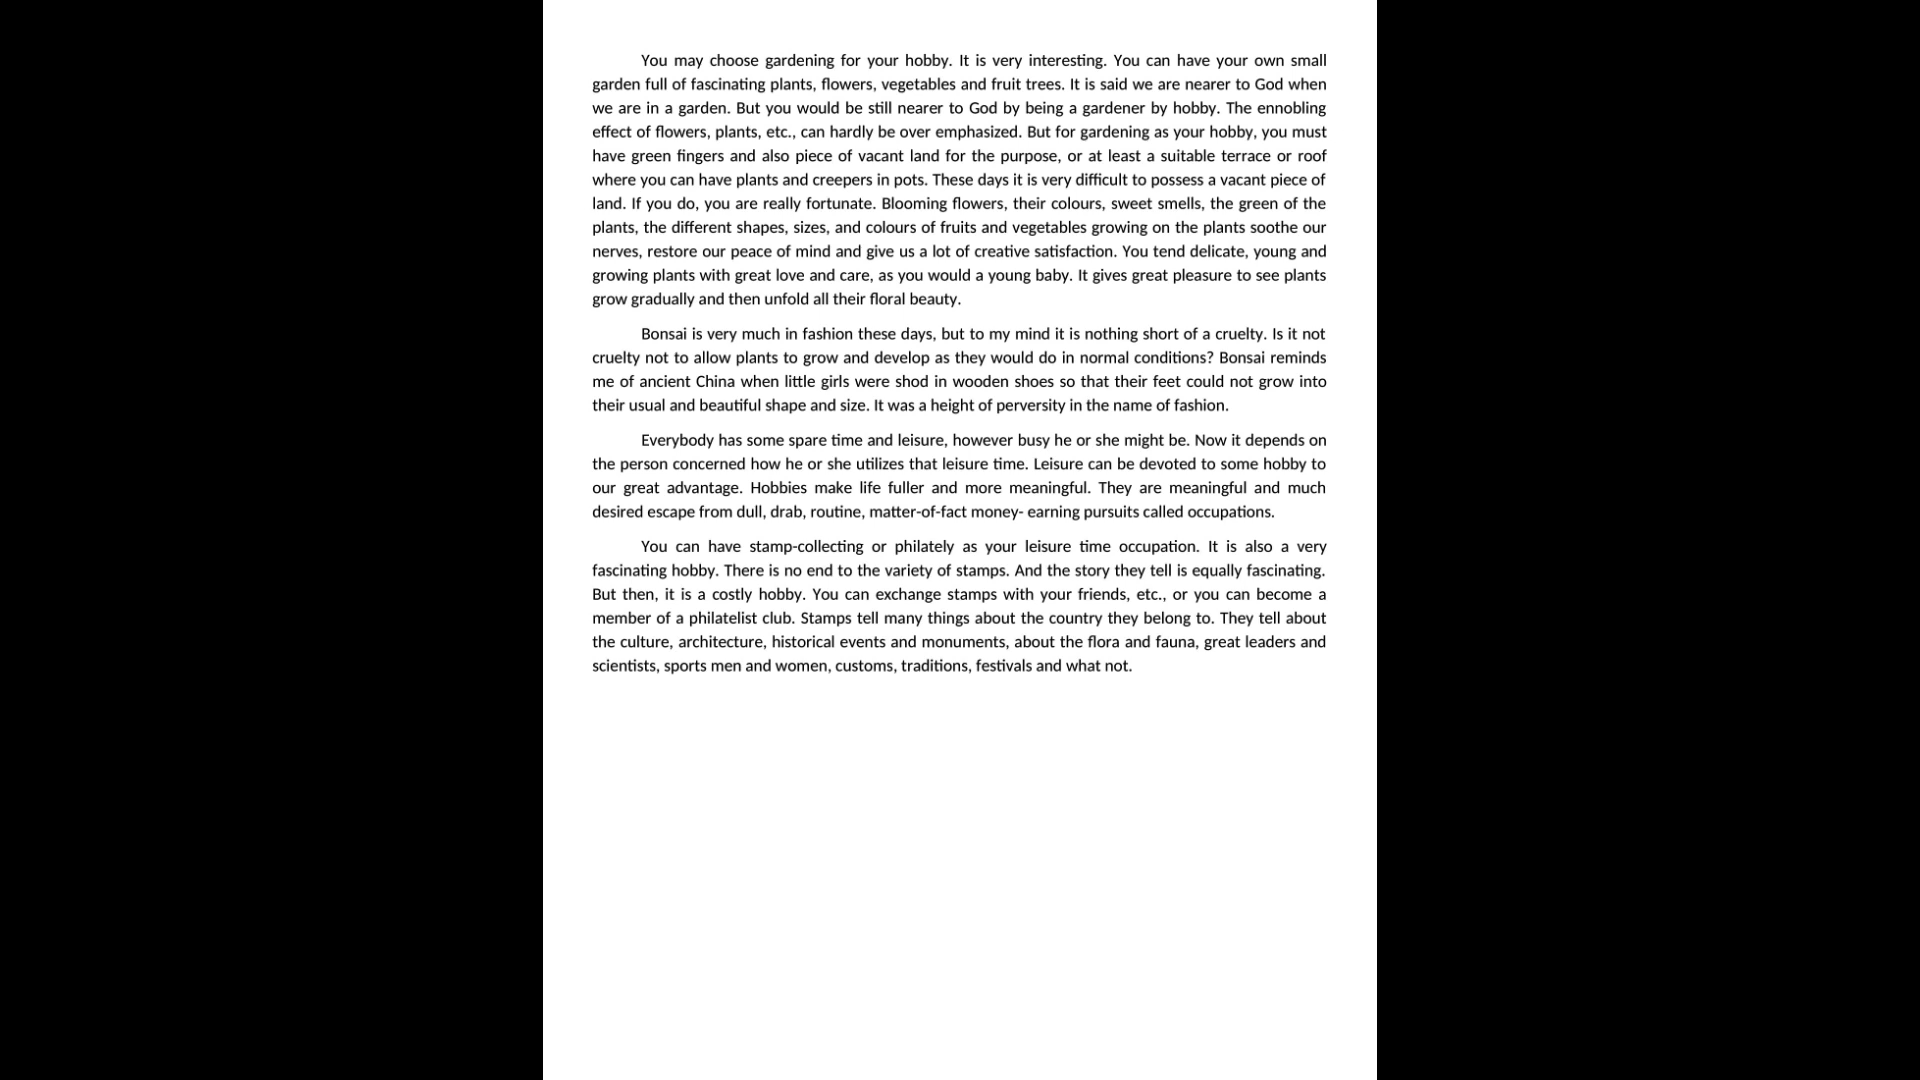 You may choose gardening for your hobby. It is very interesting. You can have your own small
garden full of fascinating plants, flowers, vegetables and fruit trees. It is said we are nearer to God when
we are in a garden. But you would be still nearer to God by being a gardener by hobby. The ennobling
effect of flowers, plants, etc., can hardly be over emphasized. But for gardening as your hobby, you must
have green fingers and also piece of vacant land for the purpose, or at least a suitable terrace or roof
where you can have plants and creepers in pots. These days it is very difficult to possess a vacant piece of
land. If you do, you are really fortunate. Blooming flowers, their colours, sweet smells, the green of the
plants, the different shapes, sizes, and colours of fruits and vegetables growing on the plants soothe our
nerves, restore our peace of mind and give us a lot of creative satisfaction. You tend delicate, young and
growing plants with great love and care, as you would a young baby. It gives great pleasure to see plants
grow gradually and then unfold all their floral beauty.
Bonsai is very much in fashion these days, but to my mind it is nothing short of a cruelty. Is it not
cruelty not to allow plants to grow and develop as they would do in normal conditions? Bonsai reminds
me of ancient China when little girls were shod in wooden shoes so that their feet could not grow into
their usual and beautiful shape and size. It was a height of perversity in the name of fashion.
Everybody has some spare time and leisure, however busy he or she might be. Now it depends on
the person concerned how he or she utilizes that leisure time. Leisure can be devoted to some hobby to
our great advantage. Hobbies make life fuller and more meaningful. They are meaningful and much
desired escape from dull, drab, routine, matter-of-fact money- earning pursuits called occupations.
You can have stamp-collecting or philately as your leisure time occupation. It is also a very
fascinating hobby. There is no end to the variety of stamps. And the story they tell is equally fascinating.
But then, it is a costly hobby. You can exchange stamps with your friends, etc., or you can become a
member of a philatelist club. Stamps tell many things about the country they belong to. They tell about
the culture, architecture, historical events and monuments, about the flora and fauna, great leaders and
scientists, sports men and women, customs, traditions, festivals and what not.